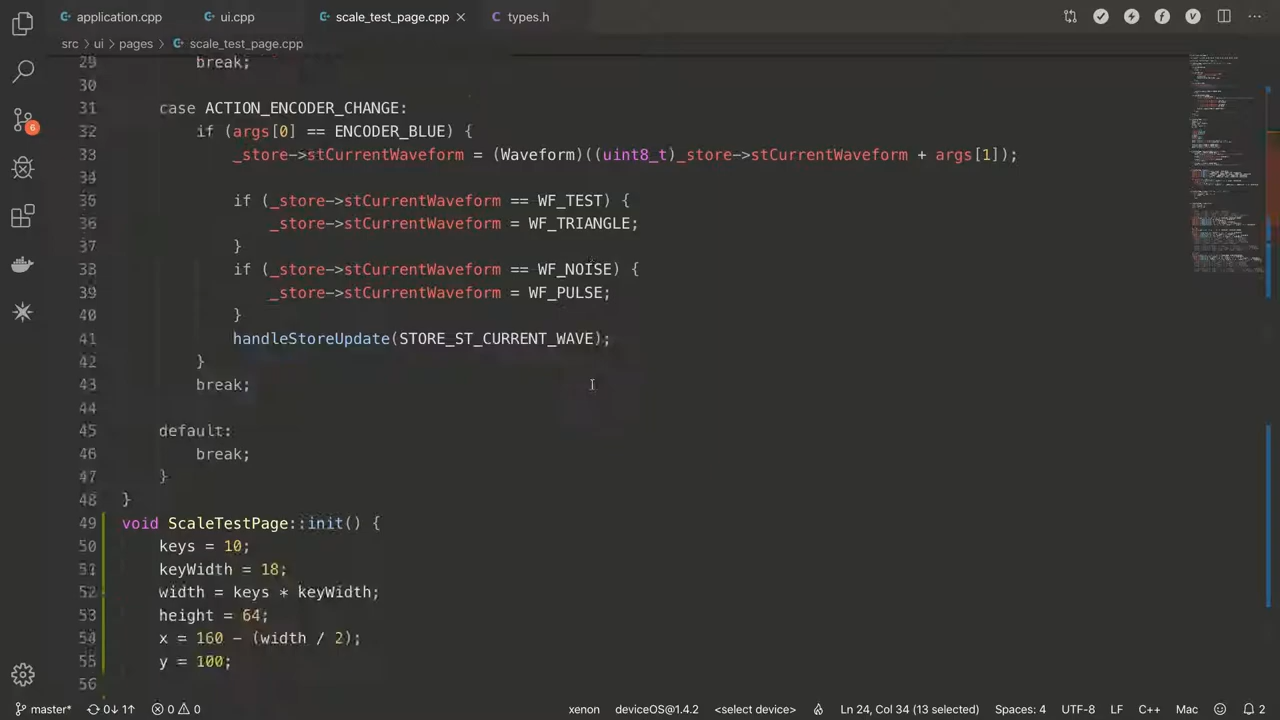 application.cpp ui.cpp scale_test_page.cpp types.h
src > ui > pages > scale_test_page.cpp
29 break;
30
31 case ACTION_ENCODER_CHANGE:
32 if (args[0] == ENCODER_BLUE) {
33 _store->stCurrentWaveform = (Waveform)((uint8_t)_store->stCurrentWaveform + args[1]);
34
35 if (_store->stCurrentWaveform == WF_TEST) {
36 _store->stCurrentWaveform = WF_TRIANGLE;
37 }
38 if (_store->stCurrentWaveform == WF_NOISE) {
39 _store->stCurrentWaveform = WF_PULSE;
40 }
41 handleStoreUpdate(STORE_ST_CURRENT_WAVE);
42 }
43 break;
44
45 default:
46 break;
47 }
48 }
49 void ScaleTestPage::init() {
50 keys = 10;
51 keyWidth = 18;
52 width = keys * keyWidth;
53 height = 64;
54 x = 160 - (width / 2);
55 y = 100;
56
6
master* 0↓ 1↑ 0 0 xenon deviceOS@1.4.2 <select device> Ln 24, Col 34 (13 selected) Spaces: 4 UTF-8 LF C++ Mac 2